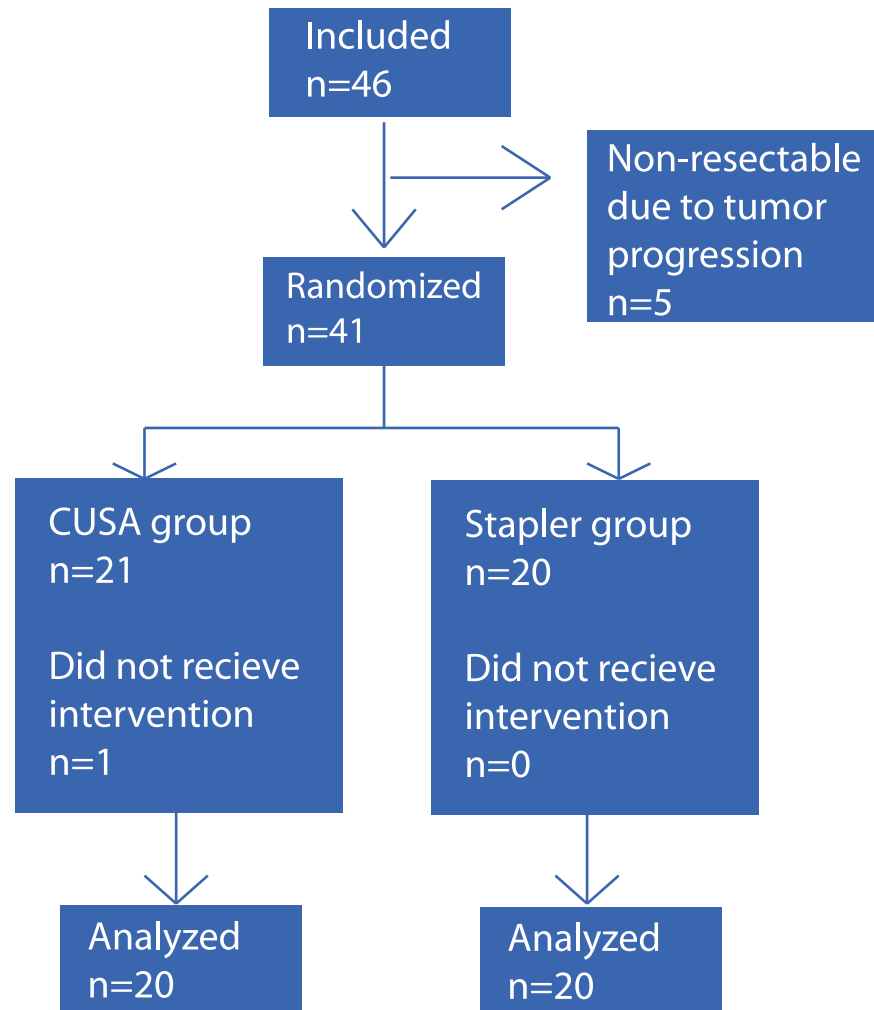 Included
n=46
Non-resectable
due to tumor
progression
n=5
Randomized
n=41
CUSA group
n=21
Did not recieve
intervention
n=1
Stapler group
n=20
Did not recieve
intervention
n=0
Analyzed
n=20
Analyzed
n=20